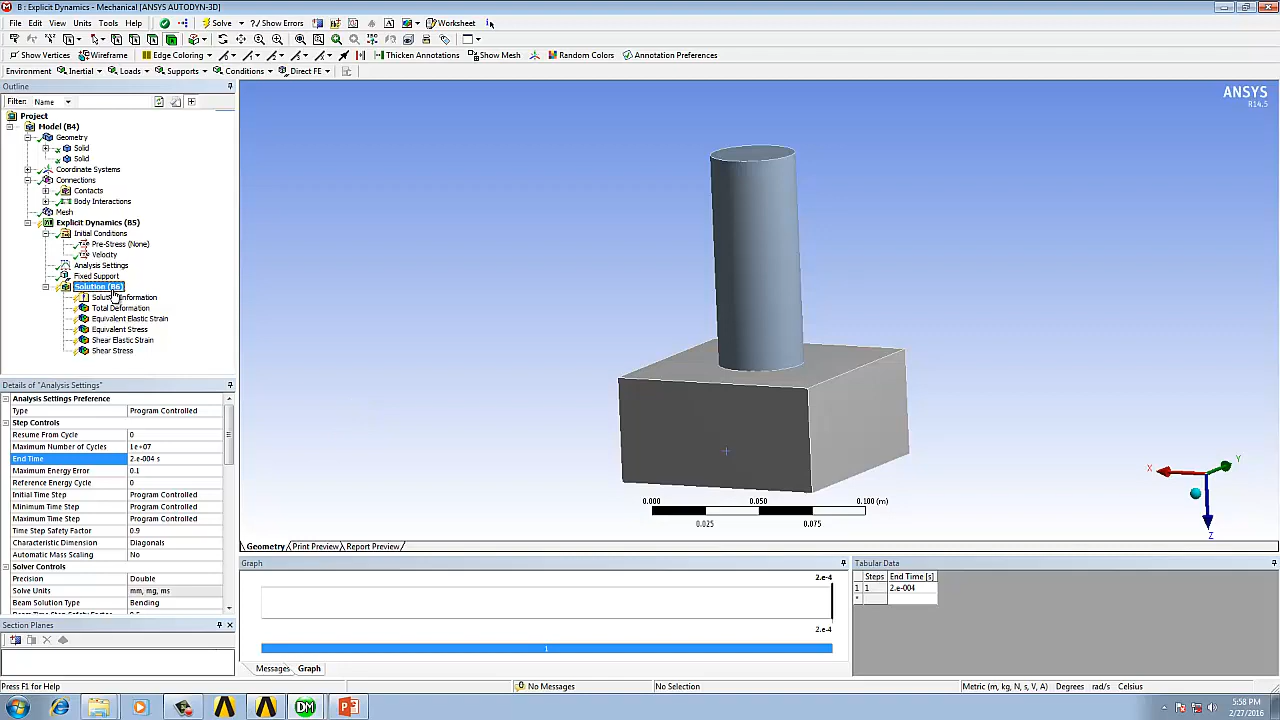 B : Explicit Dynamics - Mechanical [ANSYS AUTODYN-3D]
File Edit View Units Tools Help Solve Show Errors Worksheet
Show Vertices Wireframe Edge Coloring Thicken Annotations Show Mesh Random Colors Annotation Preferences
Environment Inertial Loads Supports Conditions Direct FE
Outline
Filter: Name
Project
Model (B4)
Geometry
Solid
Solid
Coordinate Systems
Connections
Contacts
Body Interactions
Mesh
Explicit Dynamics (B5)
Initial Conditions
Pre-Stress (None)
Velocity
Analysis Settings
Fixed Support
Solution (B6)
Solution Information
Total Deformation
Equivalent Elastic Strain
Equivalent Stress
Shear Elastic Strain
Shear Stress
Details of "Analysis Settings"
Analysis Settings Preference
Type Program Controlled
Step Controls
Resume From Cycle 0
Maximum Number of Cycles 1e+07
End Time 2.e-004 s
Maximum Energy Error 0.1
Reference Energy Cycle 0
Initial Time Step Program Controlled
Minimum Time Step Program Controlled
Maximum Time Step Program Controlled
Time Step Safety Factor 0.9
Characteristic Dimension Diagonals
Automatic Mass Scaling No
Solver Controls
Precision Double
Solve Units mm, mg, ms
Beam Solution Type Bending
Section Planes
ANSYS
R14.5
0.000 0.050 0.100 (m)
0.025 0.075
X Y Z
Geometry Print Preview Report Preview
Graph
2.e-4
2.e-4
1
Messages Graph
Tabular Data
Steps End Time [s]
1 1 2.e-004
*
Press F1 for Help No Messages No Selection Metric (m, kg, N, s, V, A) Degrees rad/s Celsius
DM
5:58 PM
2/27/2016